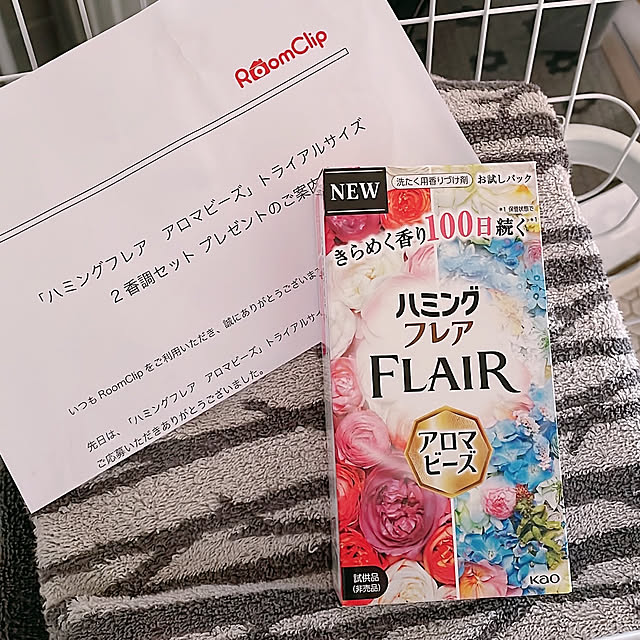 RoomClip
「ハミングフレア アロマビーズ」トライアルサイズ
2香調セット プレゼントのご案内
いつも RoomClip をご利用いただき、誠にありがとうございま
先日は、「ハミングフレア アロマビーズ」トライアルサイ
ご応募いただきありがとうございました。
NEW
洗たく用香りづけ剤 お試しパック
*1 保管状態で
きらめく香り100日続く*1
ハミング
フレア
FLAIR
アロマ
ビーズ
試供品
(非売品)
Kao